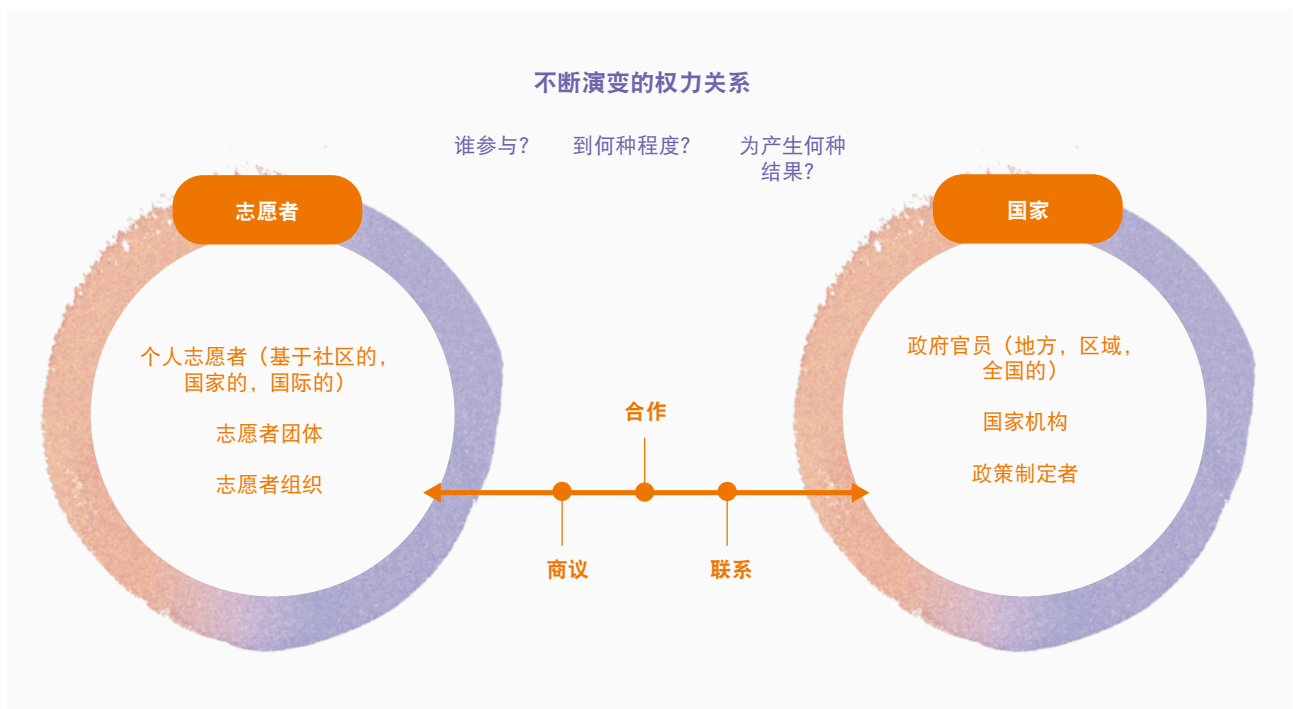 不断演变的权力关系
谁参与?
到何种程度?
为产生何种
结果?
志愿者
个人志愿者（基于社区的，
国家的，国际的）
志愿者团体
志愿者组织
合作
商议
联系
国家
政府官员（地方，区域，
全国的）
国家机构
政策制定者